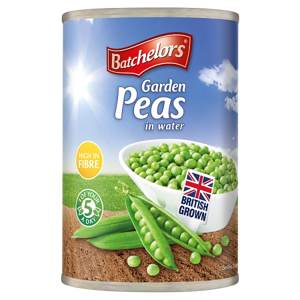 Batchelors
Garden
Peas
in water
HIGH IN
FIBRE
5
A DAY
BRITISH
GROWN